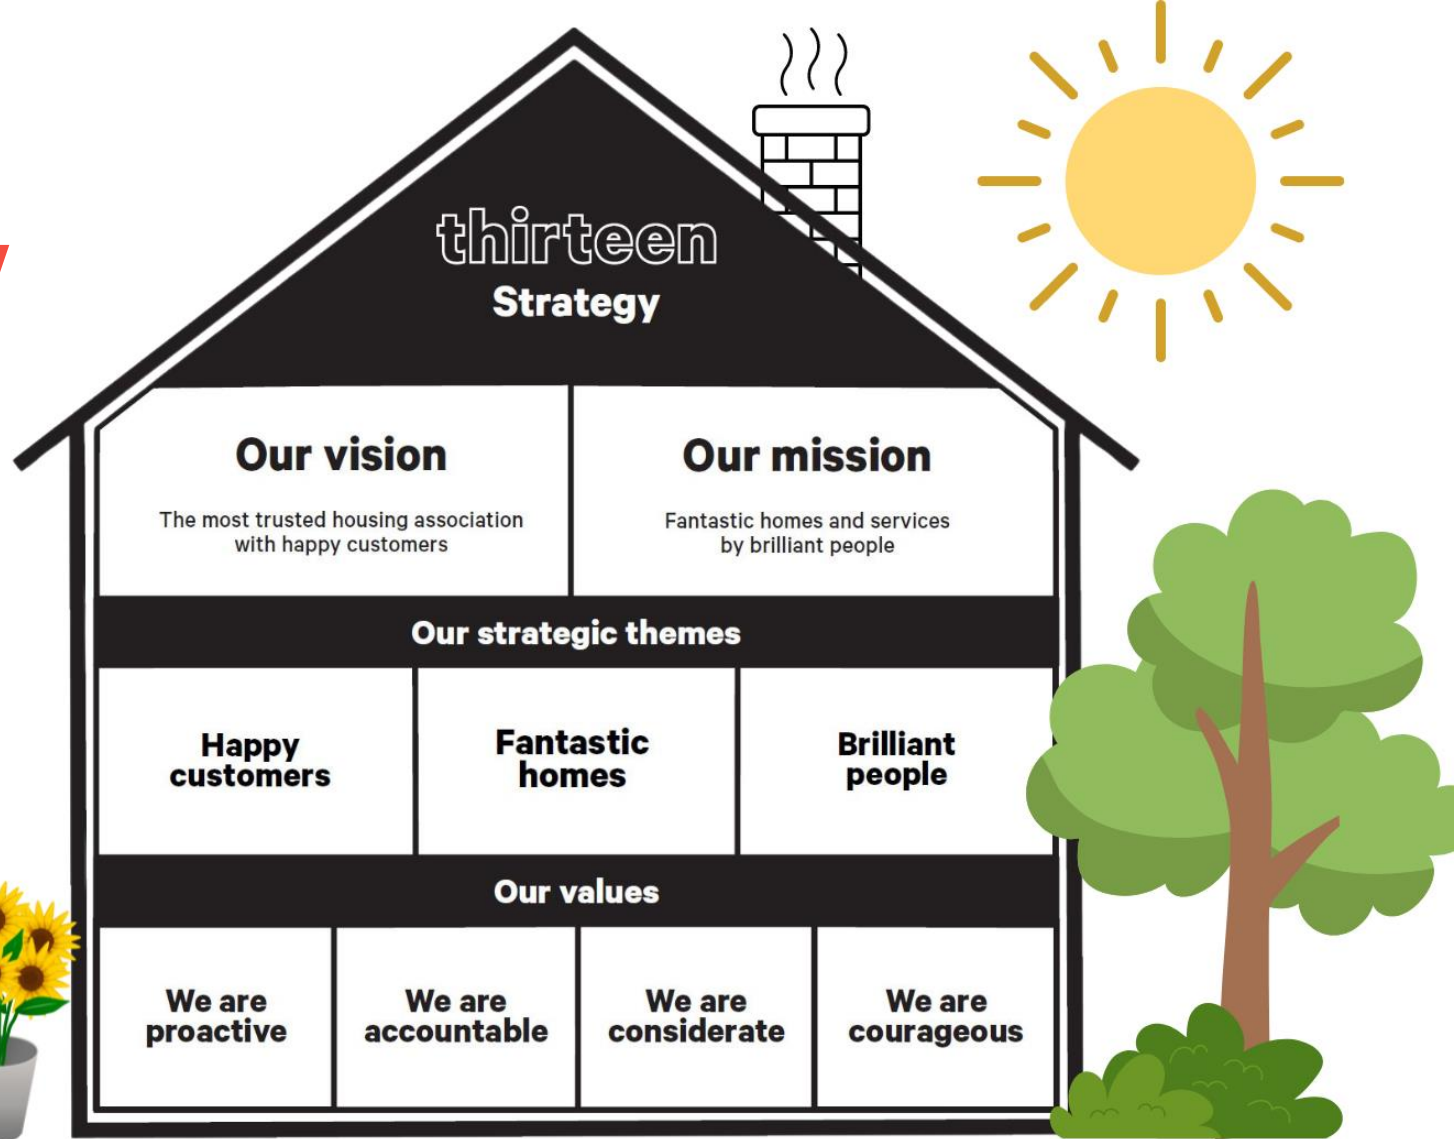 thirteen
Strategy
Our vision
The most trusted housing association
with happy customers
Our mission
Fantastic homes and services
by brilliant people
Our strategic themes
Happy
customers
Fantastic
homes
Brilliant
people
Our values
We are
proactive
We are
accountable
We are
considerate
We are
courageous